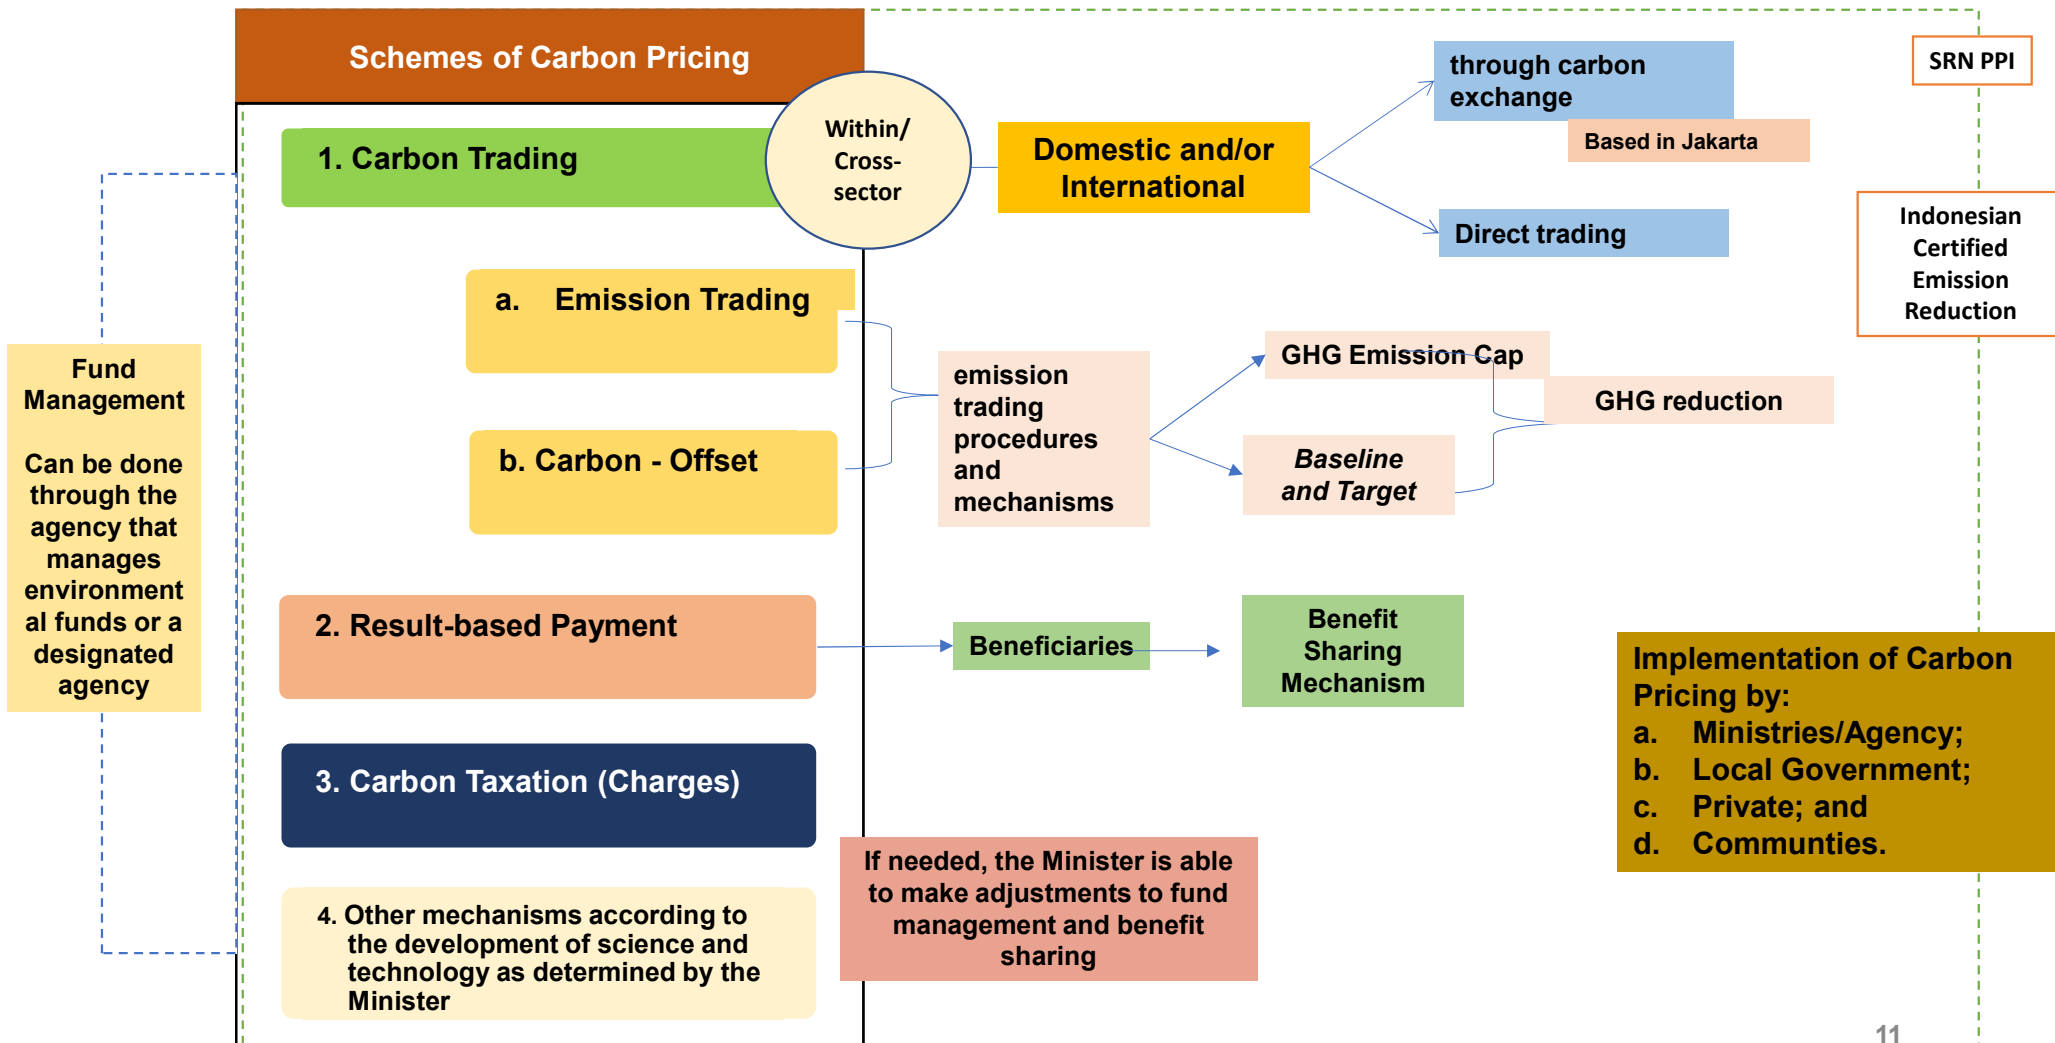 Schemes of Carbon Pricing
1. Carbon Trading
Within/
Cross-
sector
Domestic and/or
International
through carbon
exchange
Based in Jakarta
Direct trading
SRN PPI
Indonesian
Certified
Emission
Reduction
a. Emission Trading
b. Carbon - Offset
emission
trading
procedures
and
mechanisms
GHG Emission Cap
Baseline
and Target
GHG reduction
Fund
Management
Can be done
through the
agency that
manages
environment
al funds or a
designated
agency
2. Result-based Payment
Beneficiaries
Benefit
Sharing
Mechanism
3. Carbon Taxation (Charges)
4. Other mechanisms according to
the development of science and
technology as determined by the
Minister
If needed, the Minister is able
to make adjustments to fund
management and benefit
sharing
Implementation of Carbon
Pricing by:
a. Ministries/Agency;
b. Local Government;
c. Private; and
d. Communties.
11